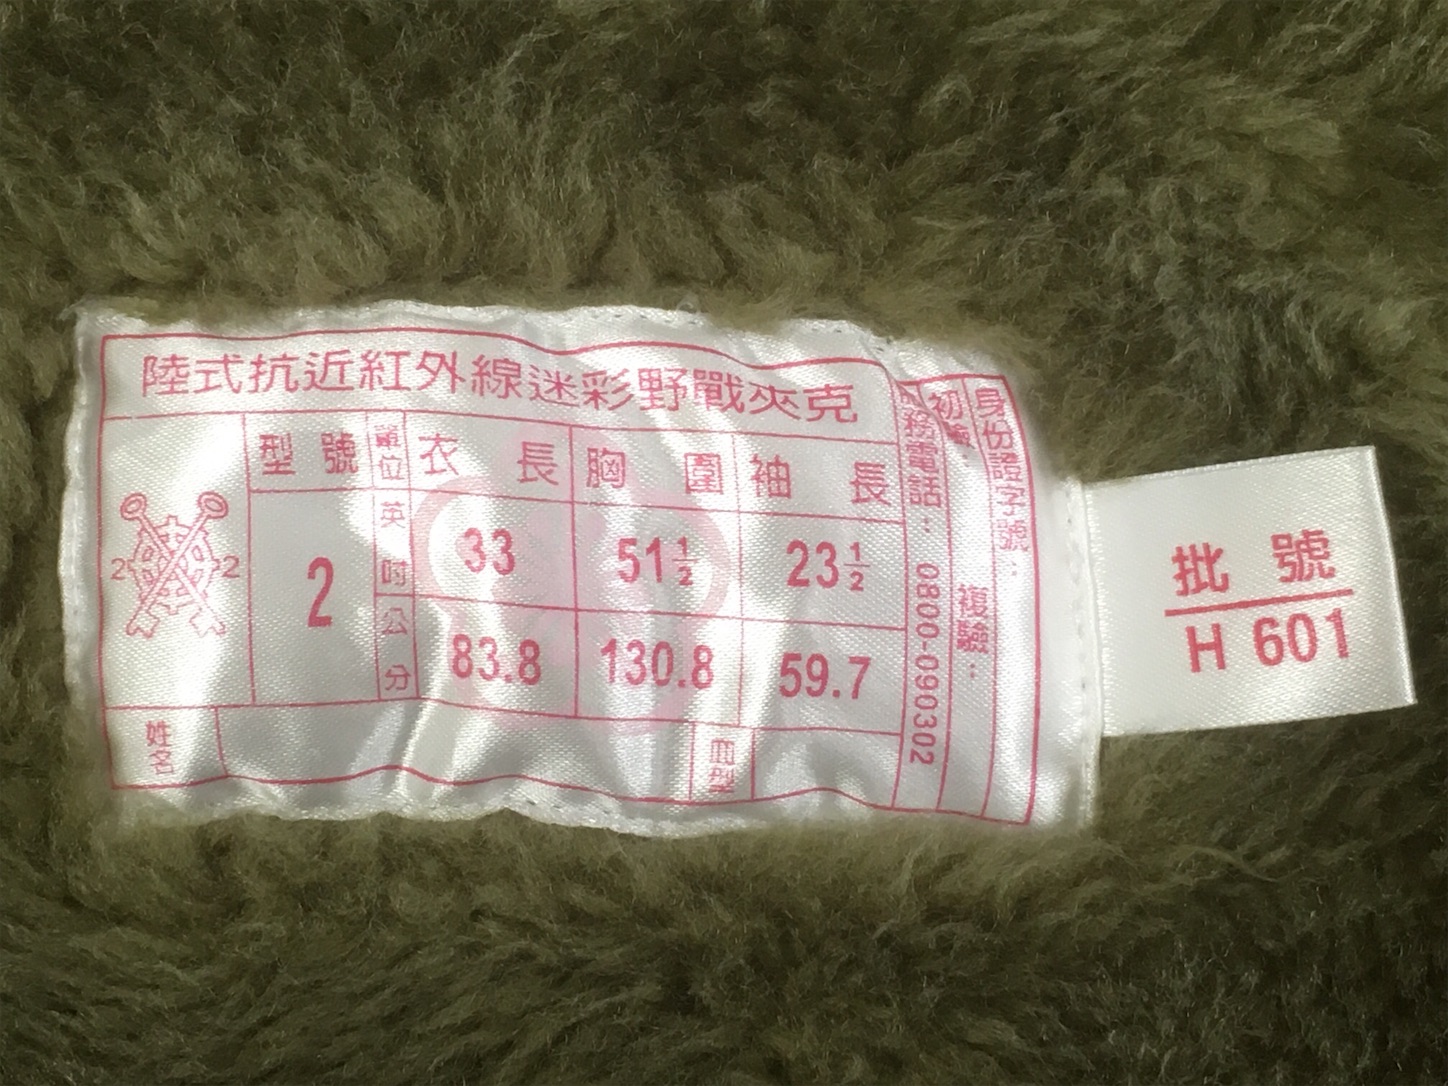 陸式抗近紅外線迷彩野戰夾克
型號 單位 衣長 胸圍 袖長
2 英吋 33 51½ 23½
公分 83.8 130.8 59.7
2 2
姓名 血型
服務電話：0800-090302
初驗 複驗：
身份證字號：
批號
H 601